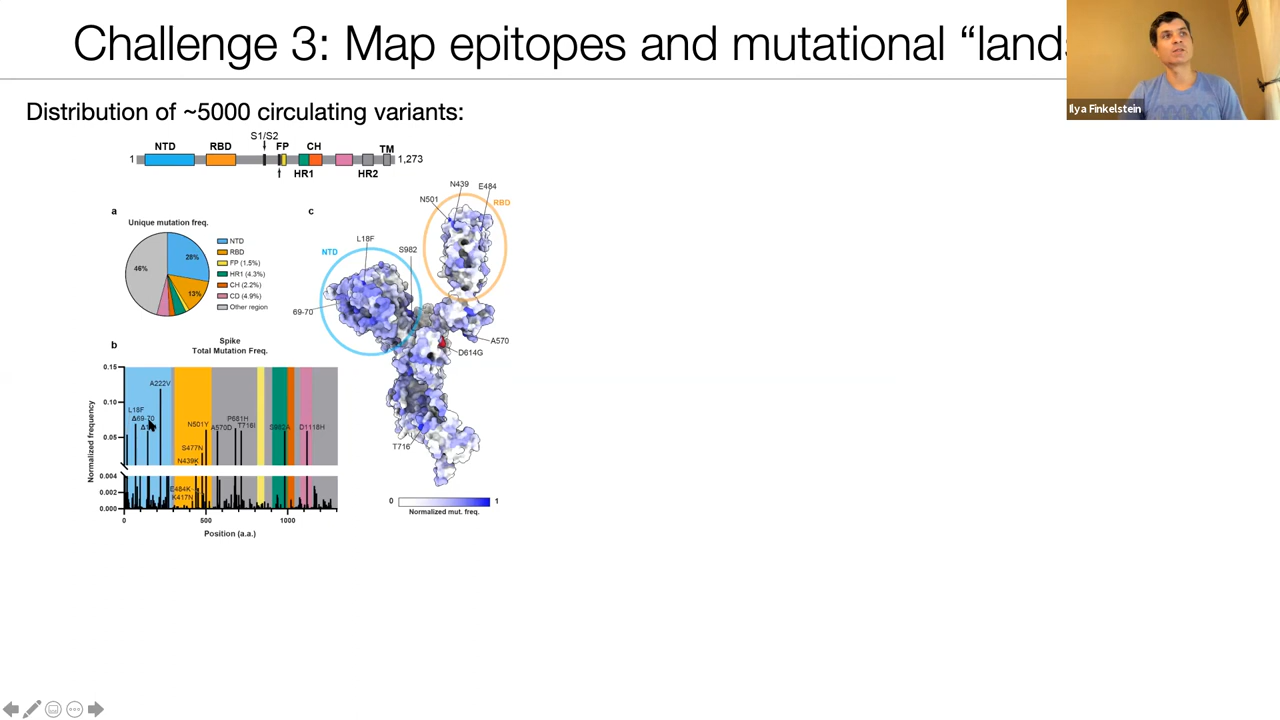 Challenge 3: Map epitopes and mutational “lands
Ilya Finkelstein
Distribution of ~5000 circulating variants:
S1/S2
NTD RBD FP CH TM
1 1,273
HR1 HR2
a
Unique mutation freq.
46% 28% 13%
NTD
RBD
FP (1.5%)
HR1 (4.3%)
CH (2.2%)
CD (4.9%)
Other region
b
Spike
Total Mutation Freq.
Normalized frequency
0.15
0.10
0.05
0.004
0.002
0.000
A222V
L18F
Δ69-70
N501Y
A570D
P681H
T716I
S982A
D1118H
S477N
N439K
E484K
K417N
0 500 1000
Position (a.a.)
c
N439
E484
N501
RBD
L18F
NTD
S982
69-70
A570
D614G
T716
0 1
Normalized mut. freq.